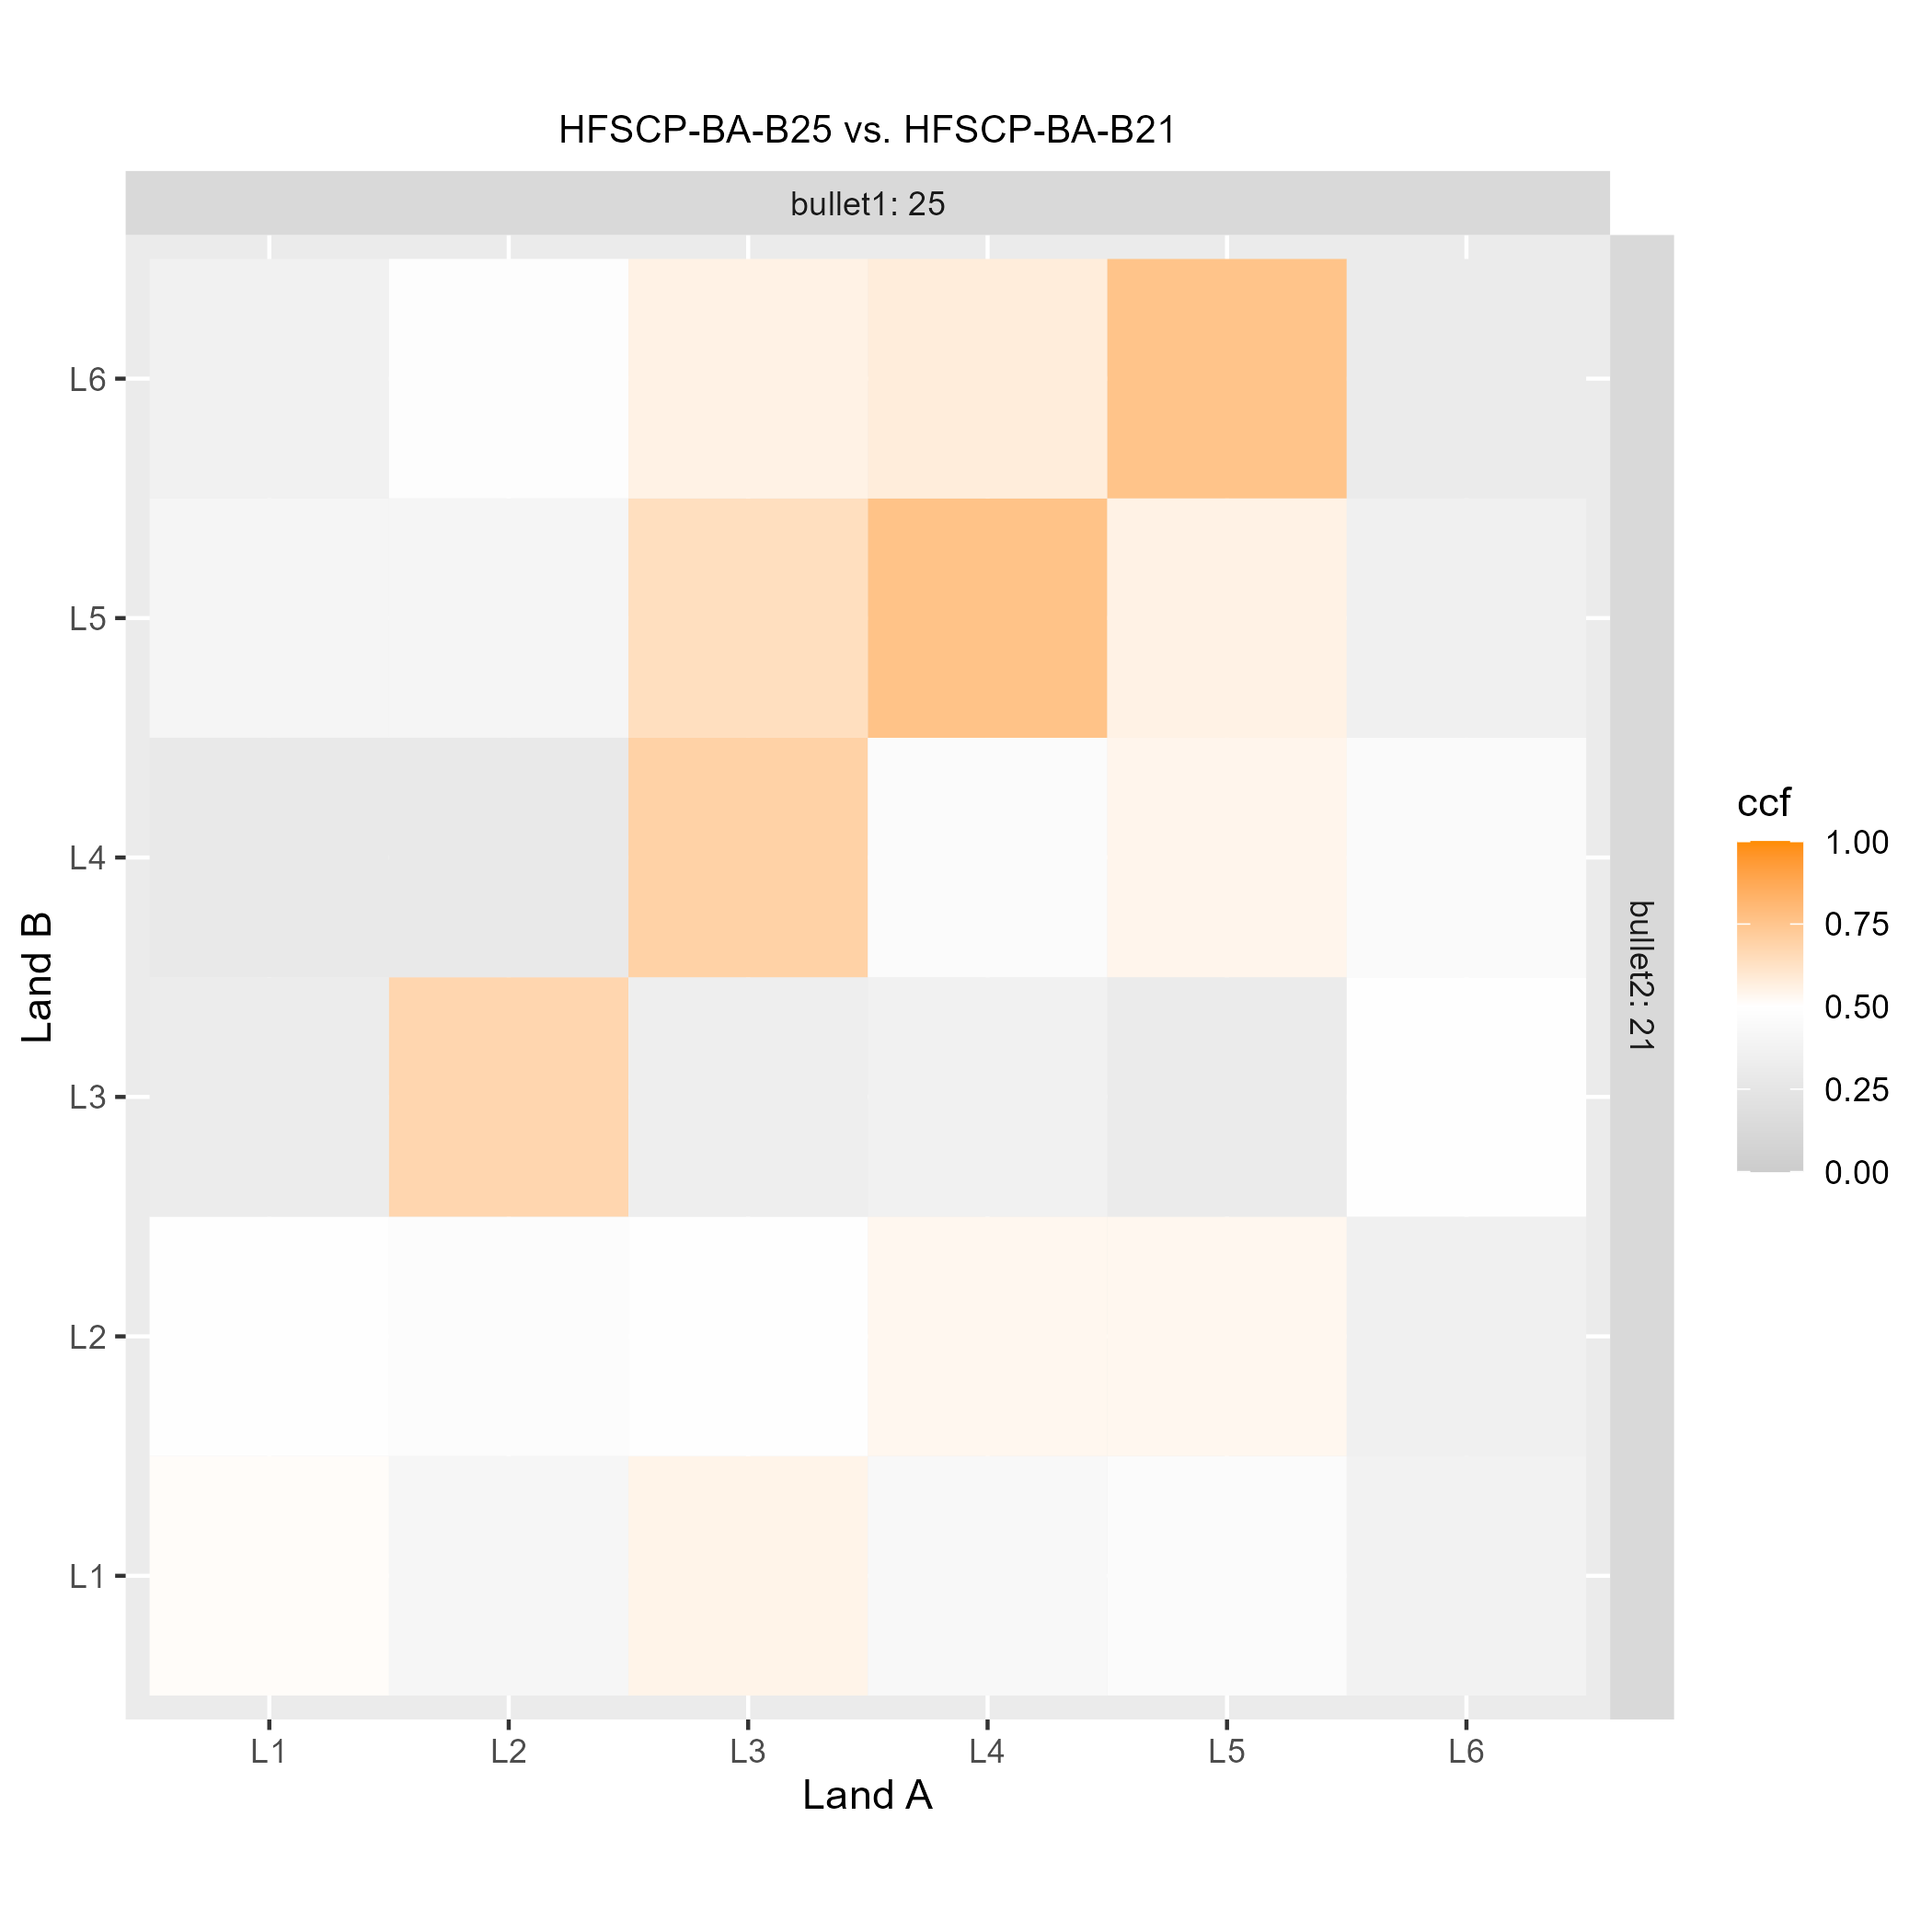 HFSCP-BA-B25 vs. HFSCP-BA-B21
bullet1: 25
L6
L5
L4
L3
L2
L1
Land B
bullet2: 21
L1 L2 L3 L4 L5 L6
Land A
ccf
1.00
0.75
0.50
0.25
0.00